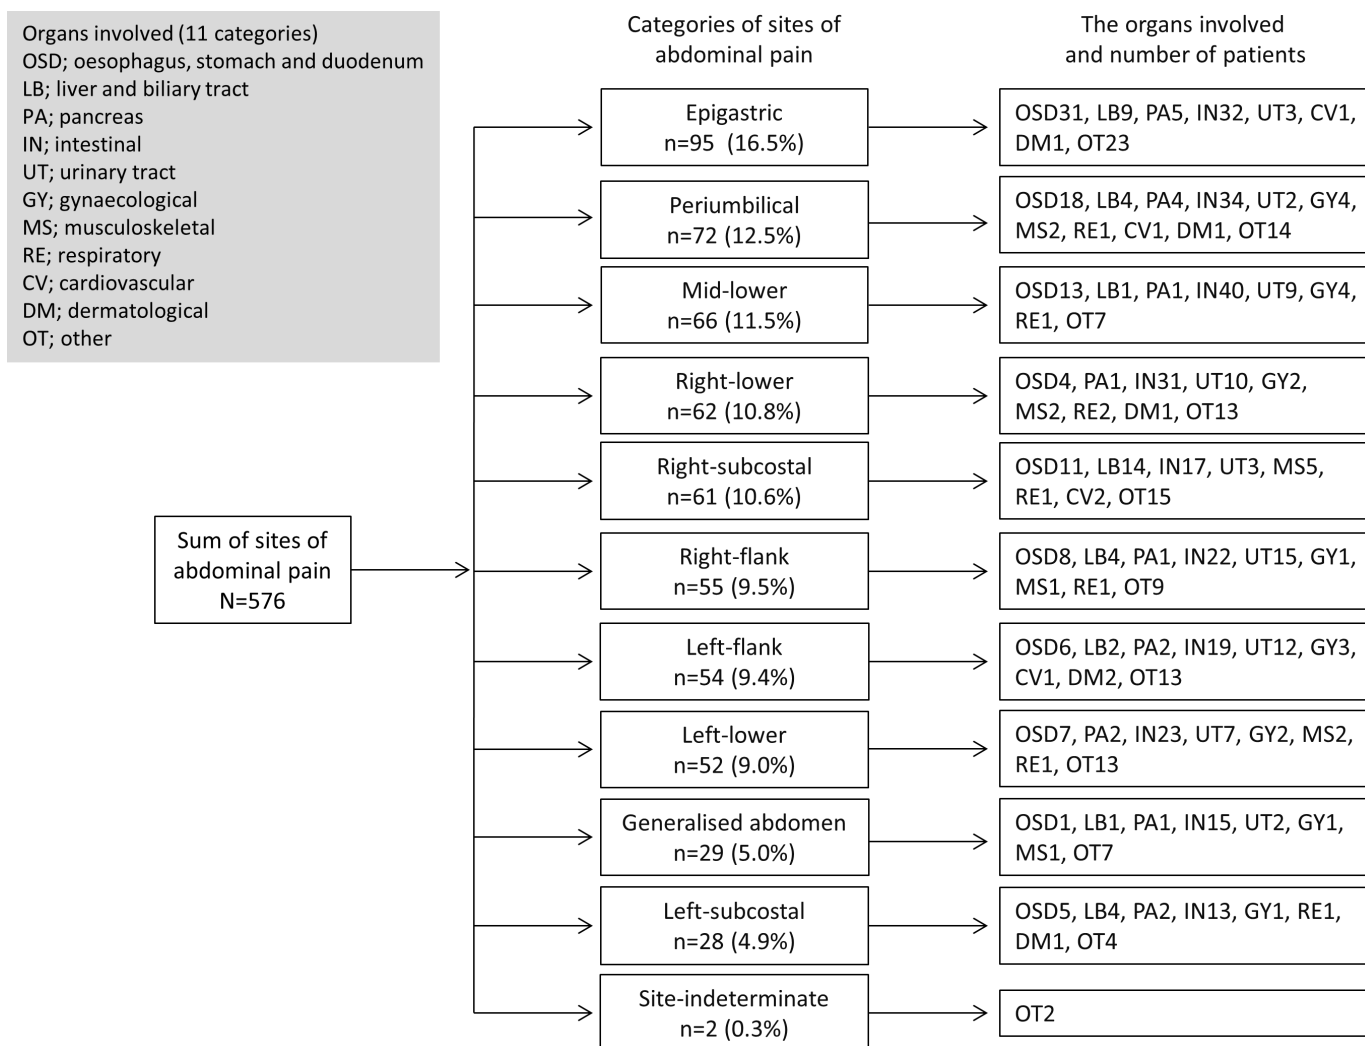 Organs involved (11 categories)
OSD; oesophagus, stomach and duodenum
LB; liver and biliary tract
PA; pancreas
IN; intestinal
UT; urinary tract
GY; gynaecological
MS; musculoskeletal
RE; respiratory
CV; cardiovascular
DM; dermatological
OT; other
Sum of sites of
abdominal pain
N=576
Categories of sites of
abdominal pain
The organs involved
and number of patients
Epigastric
n=95 (16.5%)
OSD31, LB9, PA5, IN32, UT3, CV1,
DM1, OT23
Periumbilical
n=72 (12.5%)
OSD18, LB4, PA4, IN34, UT2, GY4,
MS2, RE1, CV1, DM1, OT14
Mid-lower
n=66 (11.5%)
OSD13, LB1, PA1, IN40, UT9, GY4,
RE1, OT7
Right-lower
n=62 (10.8%)
OSD4, PA1, IN31, UT10, GY2,
MS2, RE2, DM1, OT13
Right-subcostal
n=61 (10.6%)
OSD11, LB14, IN17, UT3, MS5,
RE1, CV2, OT15
Right-flank
n=55 (9.5%)
OSD8, LB4, PA1, IN22, UT15, GY1,
MS1, RE1, OT9
Left-flank
n=54 (9.4%)
OSD6, LB2, PA2, IN19, UT12, GY3,
CV1, DM2, OT13
Left-lower
n=52 (9.0%)
OSD7, PA2, IN23, UT7, GY2, MS2,
RE1, OT13
Generalised abdomen
n=29 (5.0%)
OSD1, LB1, PA1, IN15, UT2, GY1,
MS1, OT7
Left-subcostal
n=28 (4.9%)
OSD5, LB4, PA2, IN13, GY1, RE1,
DM1, OT4
Site-indeterminate
n=2 (0.3%)
OT2